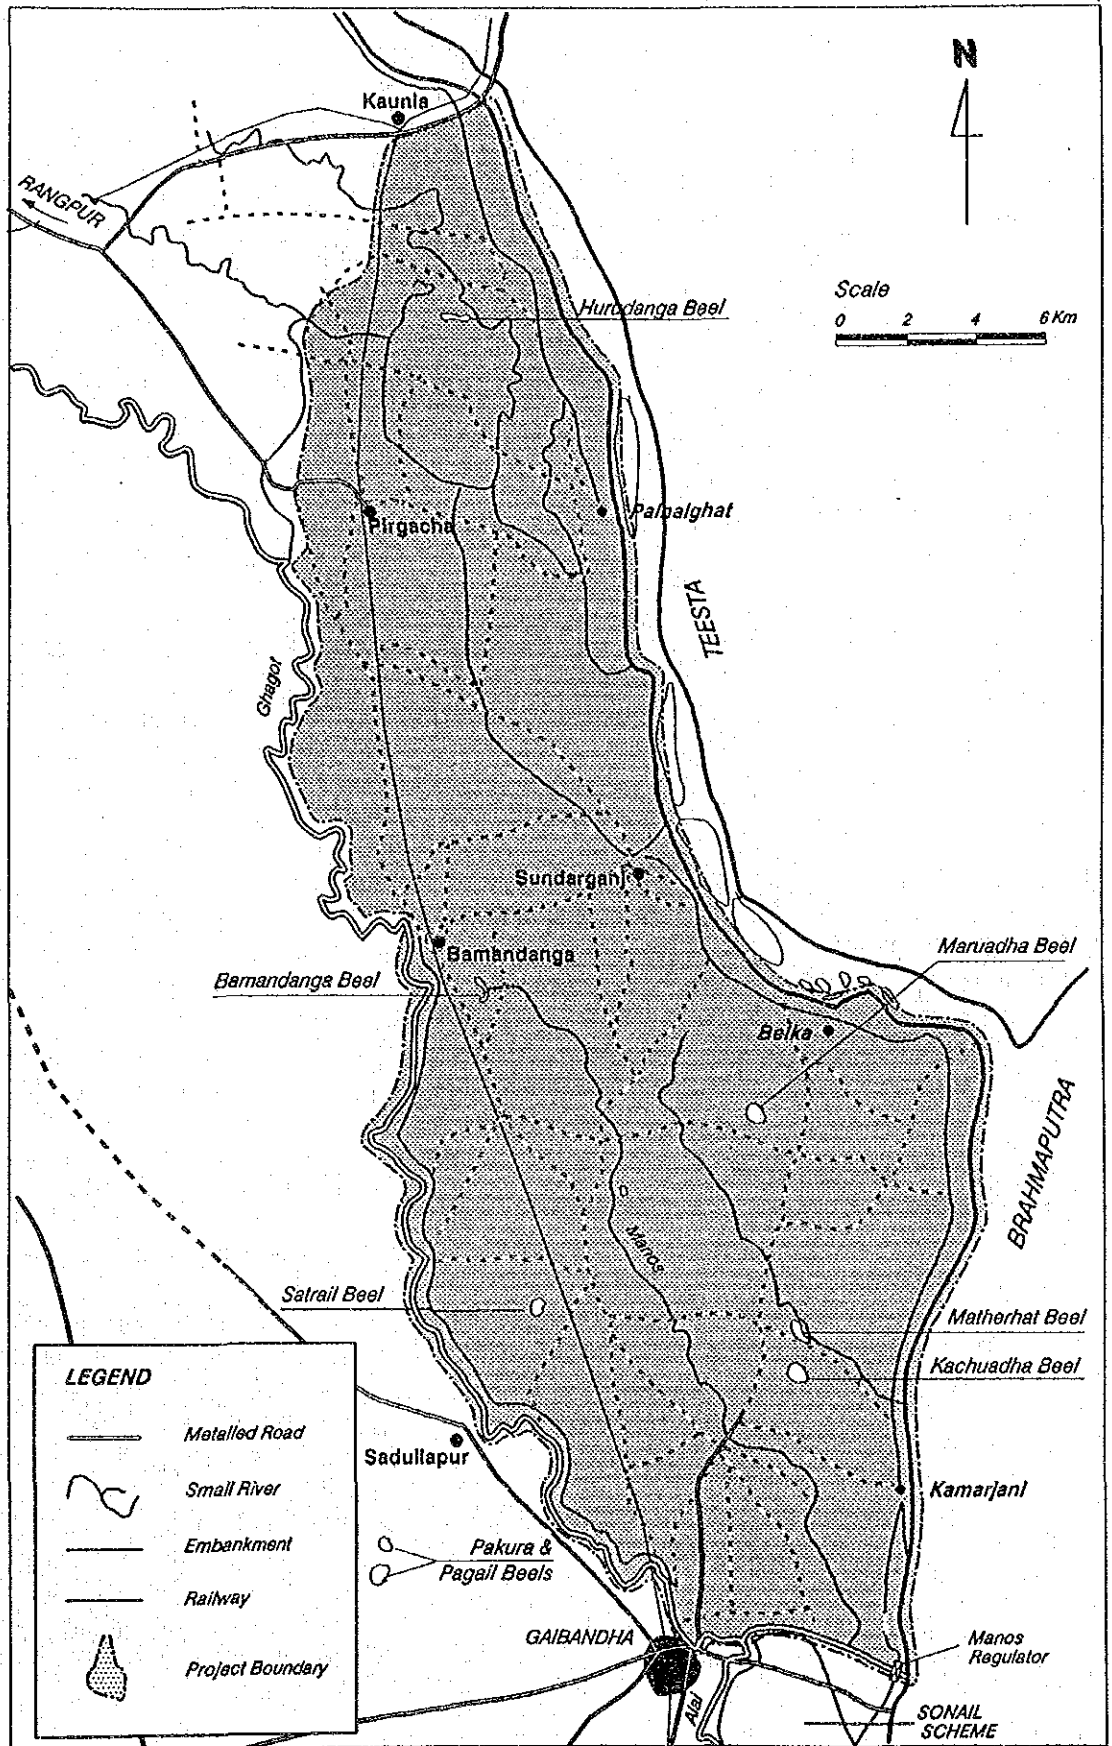 N
Kaunia
RANGPUR
Scale
0 2 4 6 Km
Hurudanga Beel
Pirgacha
Palpalghat
TEESTA
Ghagot
Sundarganj
Bamandanga
Maruadha Beel
Bamandanga Beel
Belka
BRAHMAPUTRA
Manos
Satrail Beel
Matherhat Beel
Kachuadha Beel
LEGEND
Metalled Road
Small River
Embankment
Railway
Project Boundary
Sadullapur
Kamarjani
Pakura &
Pagail Beels
GAIBANDHA
Manos
Regulator
Alai
SONAIL
SCHEME